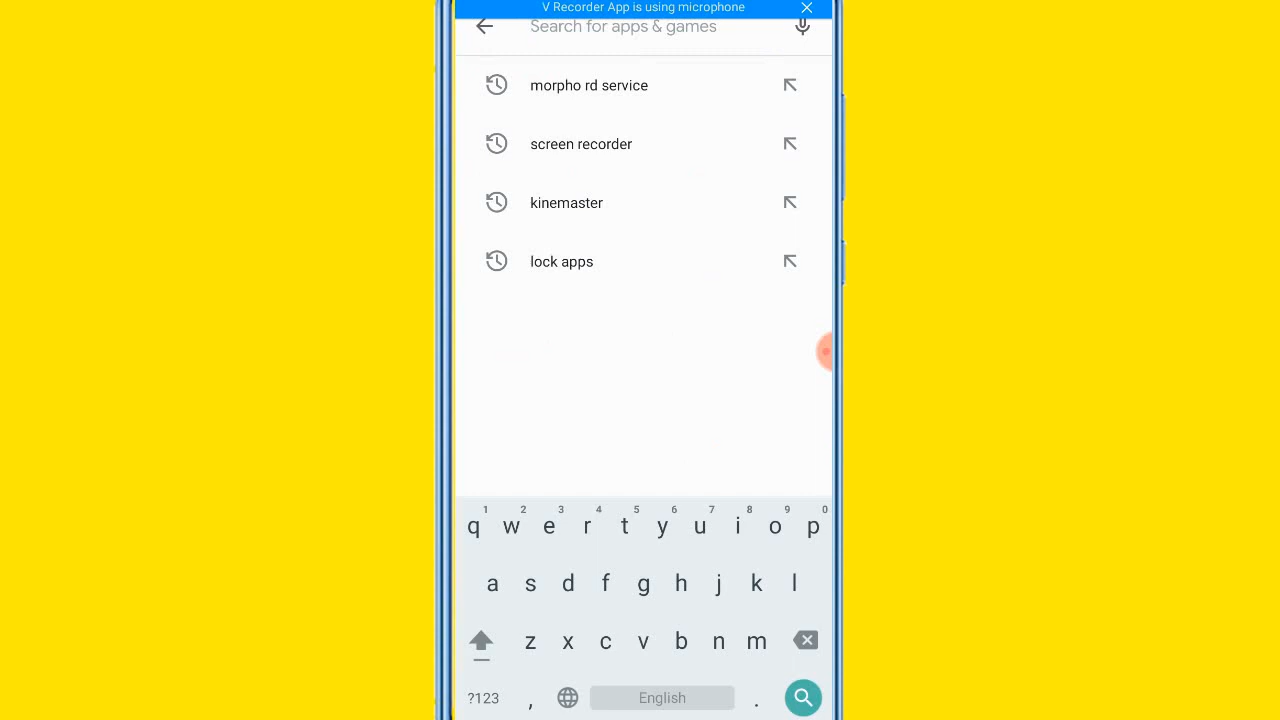 V Recorder App is using microphone
Search for apps & games
morpho rd service
screen recorder
kinemaster
lock apps
1 2 3 4 5 6 7 8 9 0
q w e r t y u i o p
a s d f g h j k l
z x c v b n m
?123 , English .